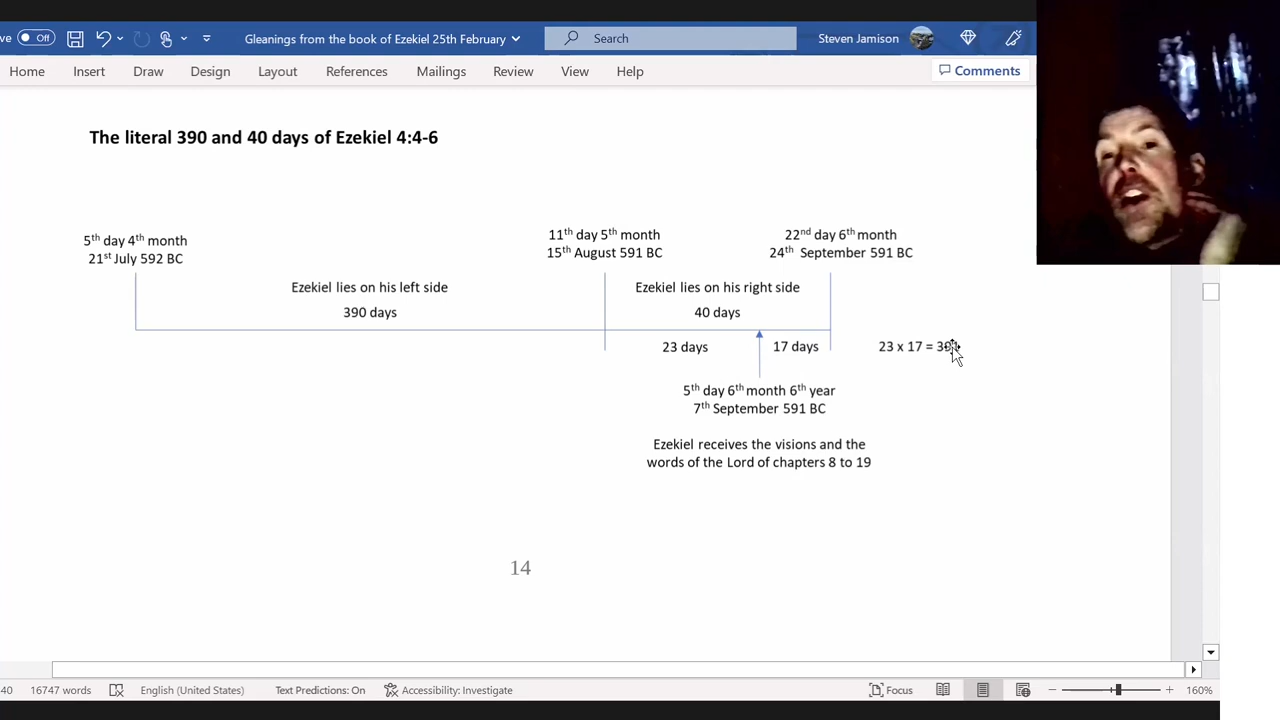 ve Off Gleanings from the book of Ezekiel 25th February Search Steven Jamison
Home Insert Draw Design Layout References Mailings Review View Help Comments
The literal 390 and 40 days of Ezekiel 4:4-6
5th day 4th month
21st July 592 BC
11th day 5th month
15th August 591 BC
22nd day 6th month
24th September 591 BC
Ezekiel lies on his left side
390 days
Ezekiel lies on his right side
40 days
23 days
17 days
23 x 17 =
5th day 6th month 6th year
7th September 591 BC
Ezekiel receives the visions and the
words of the Lord of chapters 8 to 19
14
40 16747 words English (United States) Text Predictions: On Accessibility: Investigate Focus 160%